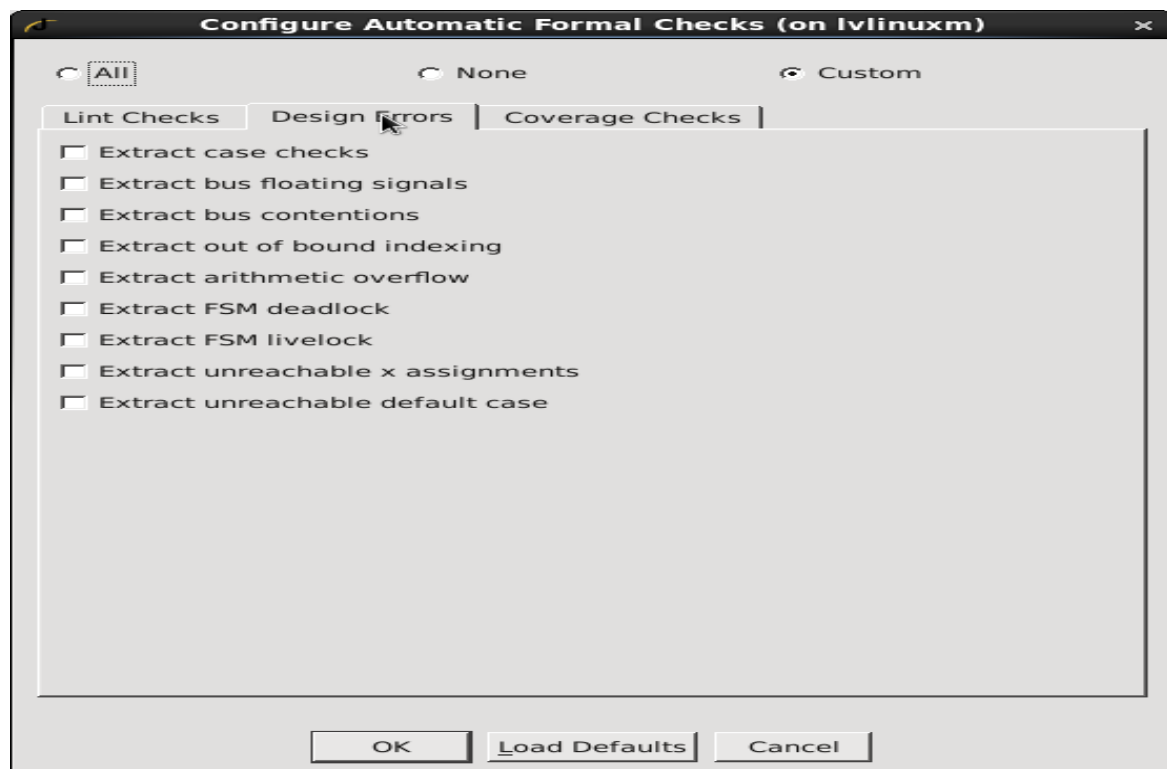 Configure Automatic Formal Checks (on lvlinuxm)
All None Custom
Lint Checks Design Errors Coverage Checks
Extract case checks
Extract bus floating signals
Extract bus contentions
Extract out of bound indexing
Extract arithmetic overflow
Extract FSM deadlock
Extract FSM livelock
Extract unreachable x assignments
Extract unreachable default case
OK Load Defaults Cancel